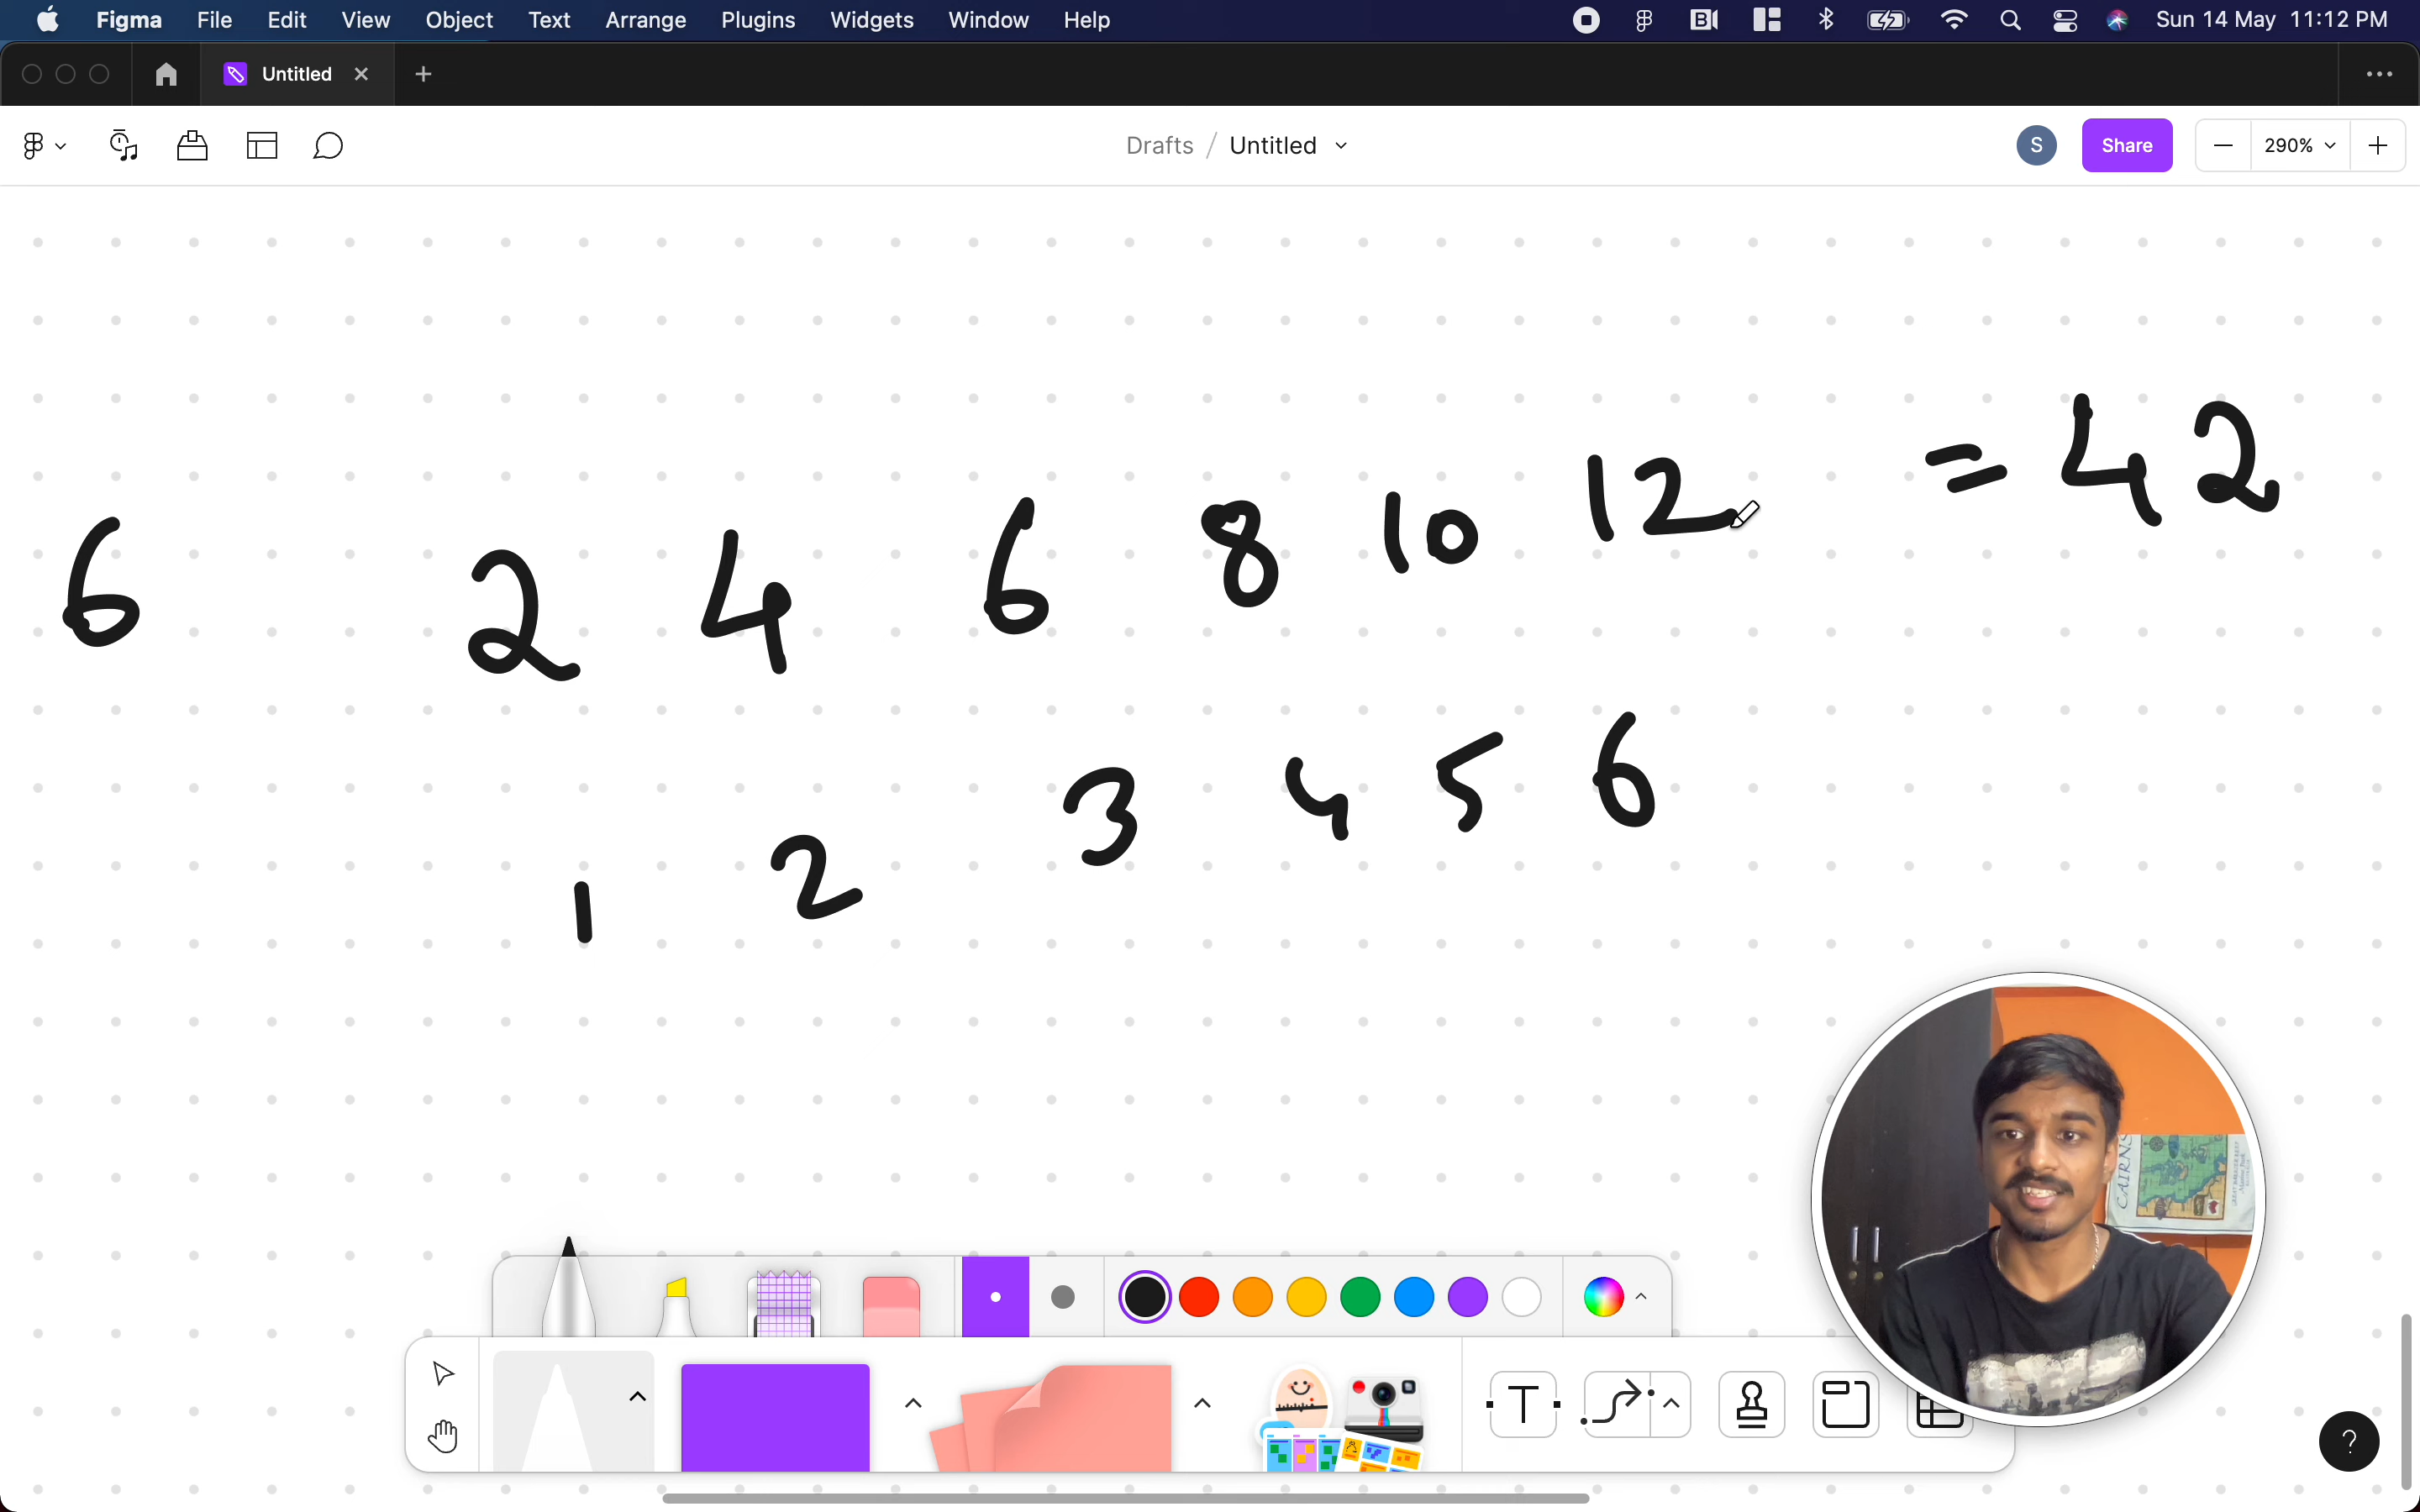 Figma File Edit View Object Text Arrange Plugins Widgets Window Help Sun 14 May 11:12 PM
Untitled
Drafts / Untitled S Share 290%
6 2 4 6 8 10 12 = 42
1 2 3 4 5 6
CAIRNS
T
?